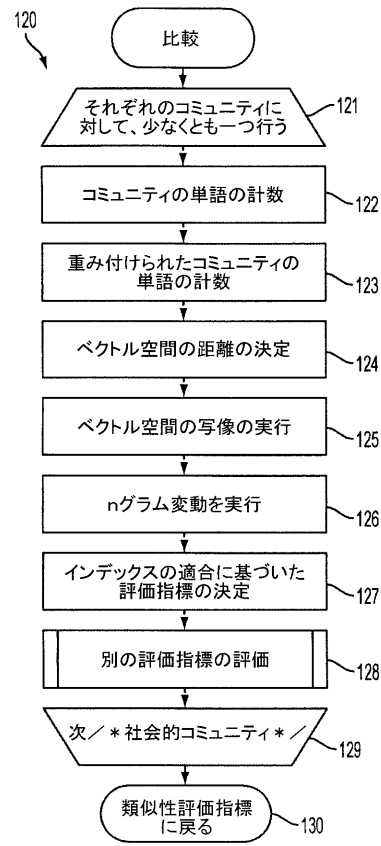 120
比較
それぞれのコミュニティに
対して、少なくとも一つ行う
121
コミュニティの単語の計数
122
重み付けられたコミュニティの
単語の計数
123
ベクトル空間の距離の決定
124
ベクトル空間の写像の実行
125
nグラム変動を実行
126
インデックスの適合に基づいた
評価指標の決定
127
別の評価指標の評価
128
次／＊社会的コミュニティ＊／
129
類似性評価指標
に戻る
130